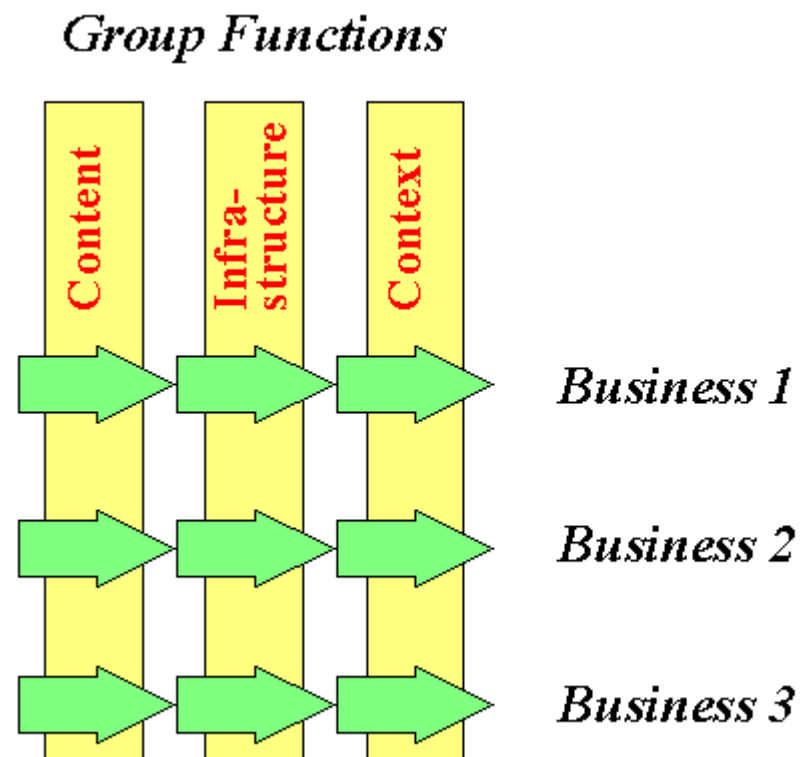 Group Functions
Content
Infra-
structure
Context
Business 1
Business 2
Business 3